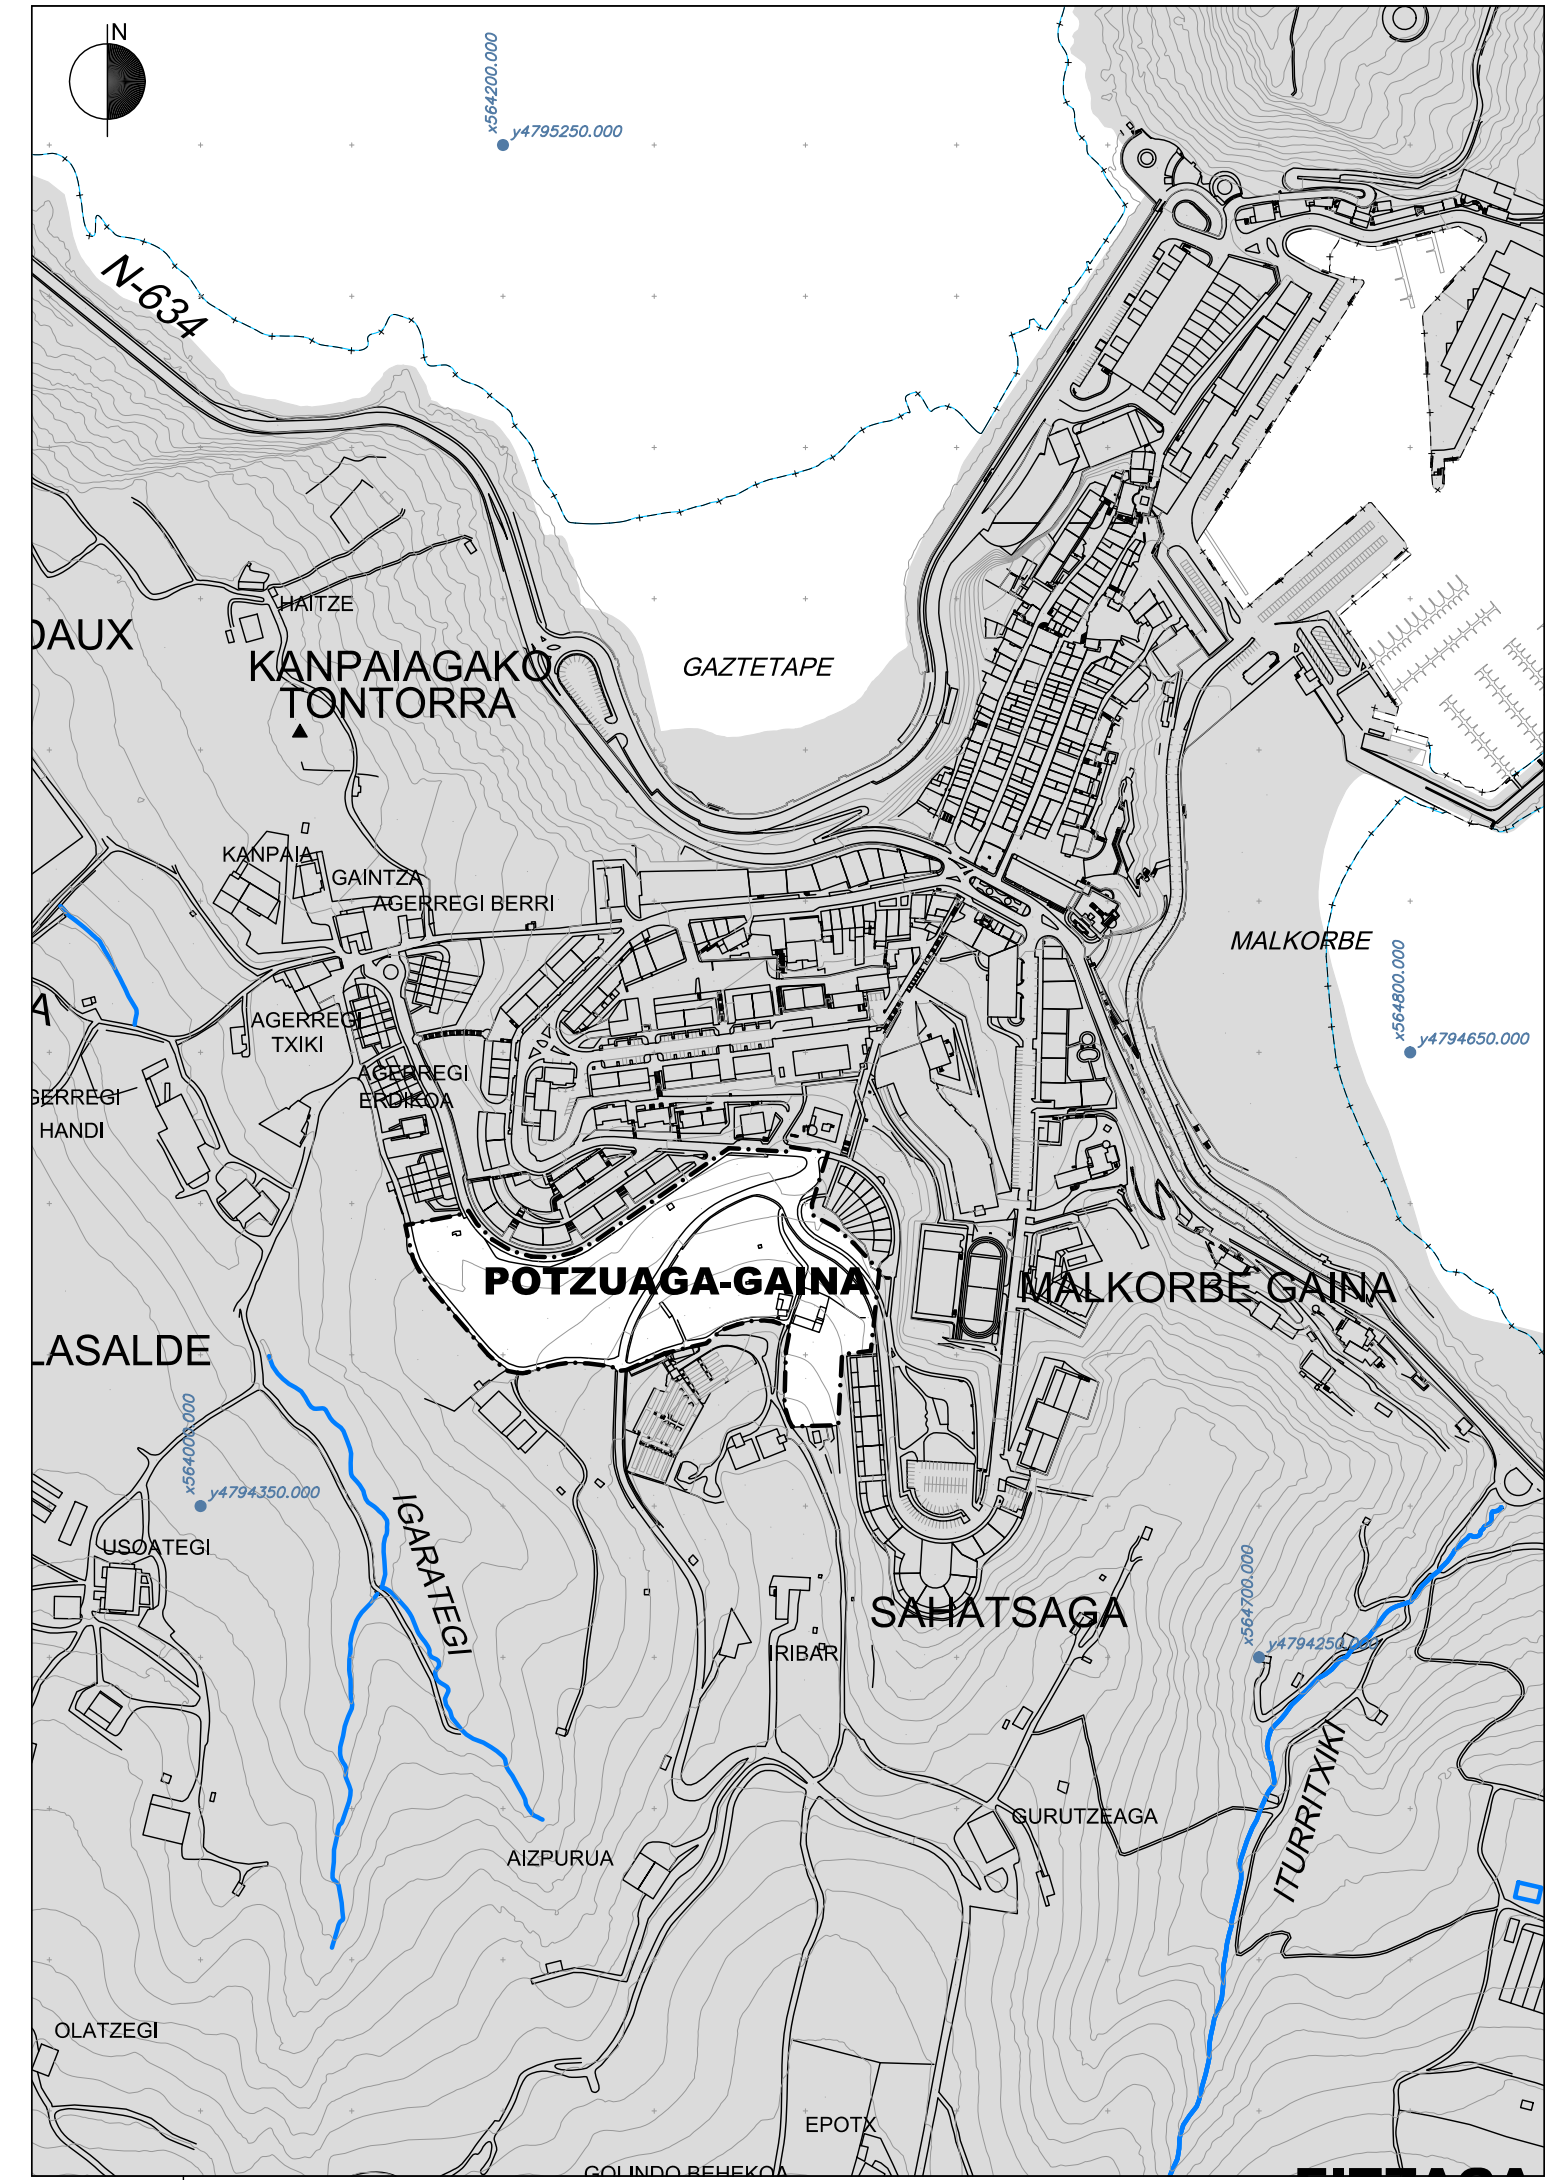 N
x564200.000
y4795250.000
N-634
HAITZE
DAUX
KANPAIAGAKO
TONTORRA
GAZTETAPE
KANPAIA
GAINTZA
AGERREGI BERRI
MALKORBE
x564800.000
y4794650.000
A
AGERREGI
TXIKI
AGERREGI
ERDIKOA
GERREGI
HANDI
POTZUAGA-GAINA
MALKORBE GAINA
LASALDE
x564000.000
y4794350.000
IGARATEGI
USOATEGI
SAHATSAGA
x564700.000
y4794250.000
IRIBAR
ITURRITXIKI
GURUTZEAGA
AIZPURUA
OLATZEGI
EPOTX
GOLINDO BEHEKOA